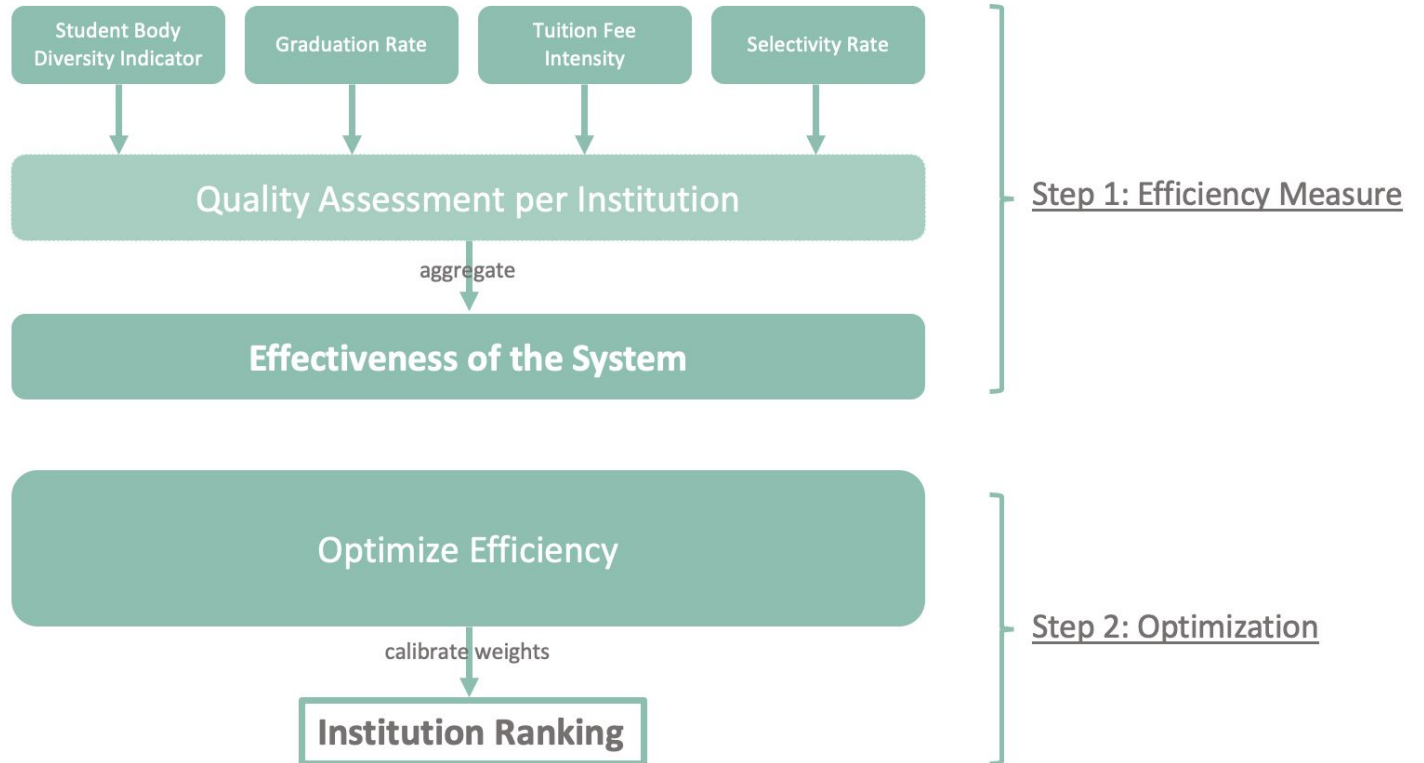 Student Body
Diversity Indicator
Graduation Rate
Tuition Fee
Intensity
Selectivity Rate
Quality Assessment per Institution
Step 1: Efficiency Measure
aggregate
Effectiveness of the System
Optimize Efficiency
Step 2: Optimization
calibrate weights
Institution Ranking